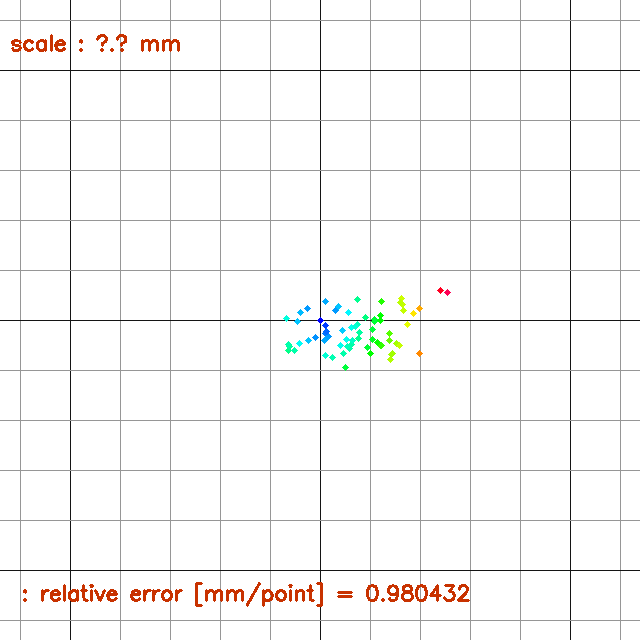 scale : ?.? mm
: relative error [mm/point] = 0.980432